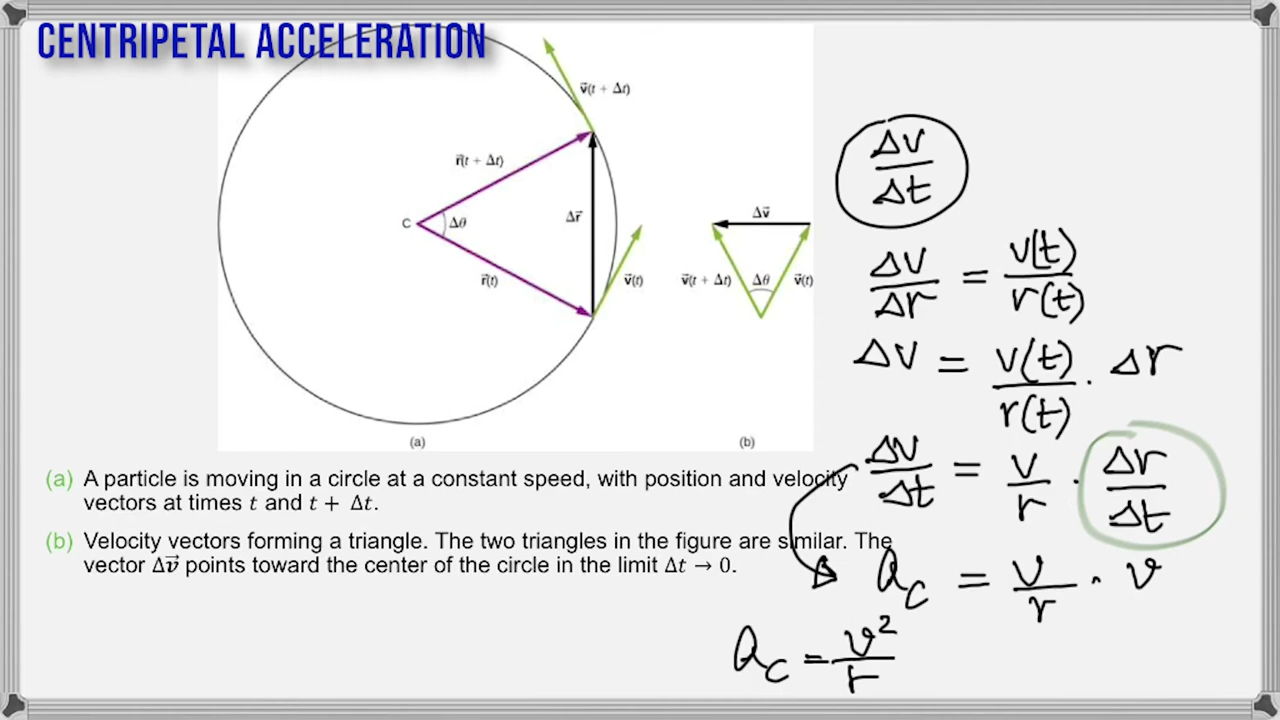 CENTRIPETAL ACCELERATION
v⃗(t + Δt)
r⃗(t + Δt)
C
Δθ
Δr⃗
r⃗(t)
v⃗(t)
(a)
Δv⃗
v⃗(t + Δt)
Δθ
v⃗(t)
(b)
Δv/Δt
Δv/Δr = v(t)/r(t)
Δv = v(t)/r(t) · Δr
Δv/Δt = v/r · Δr/Δt
a_c = v/r · v
a_c = v²/r
(a) A particle is moving in a circle at a constant speed, with position and velocity
vectors at times t and t + Δt.
(b) Velocity vectors forming a triangle. The two triangles in the figure are similar. The
vector Δv⃗ points toward the center of the circle in the limit Δt → 0.